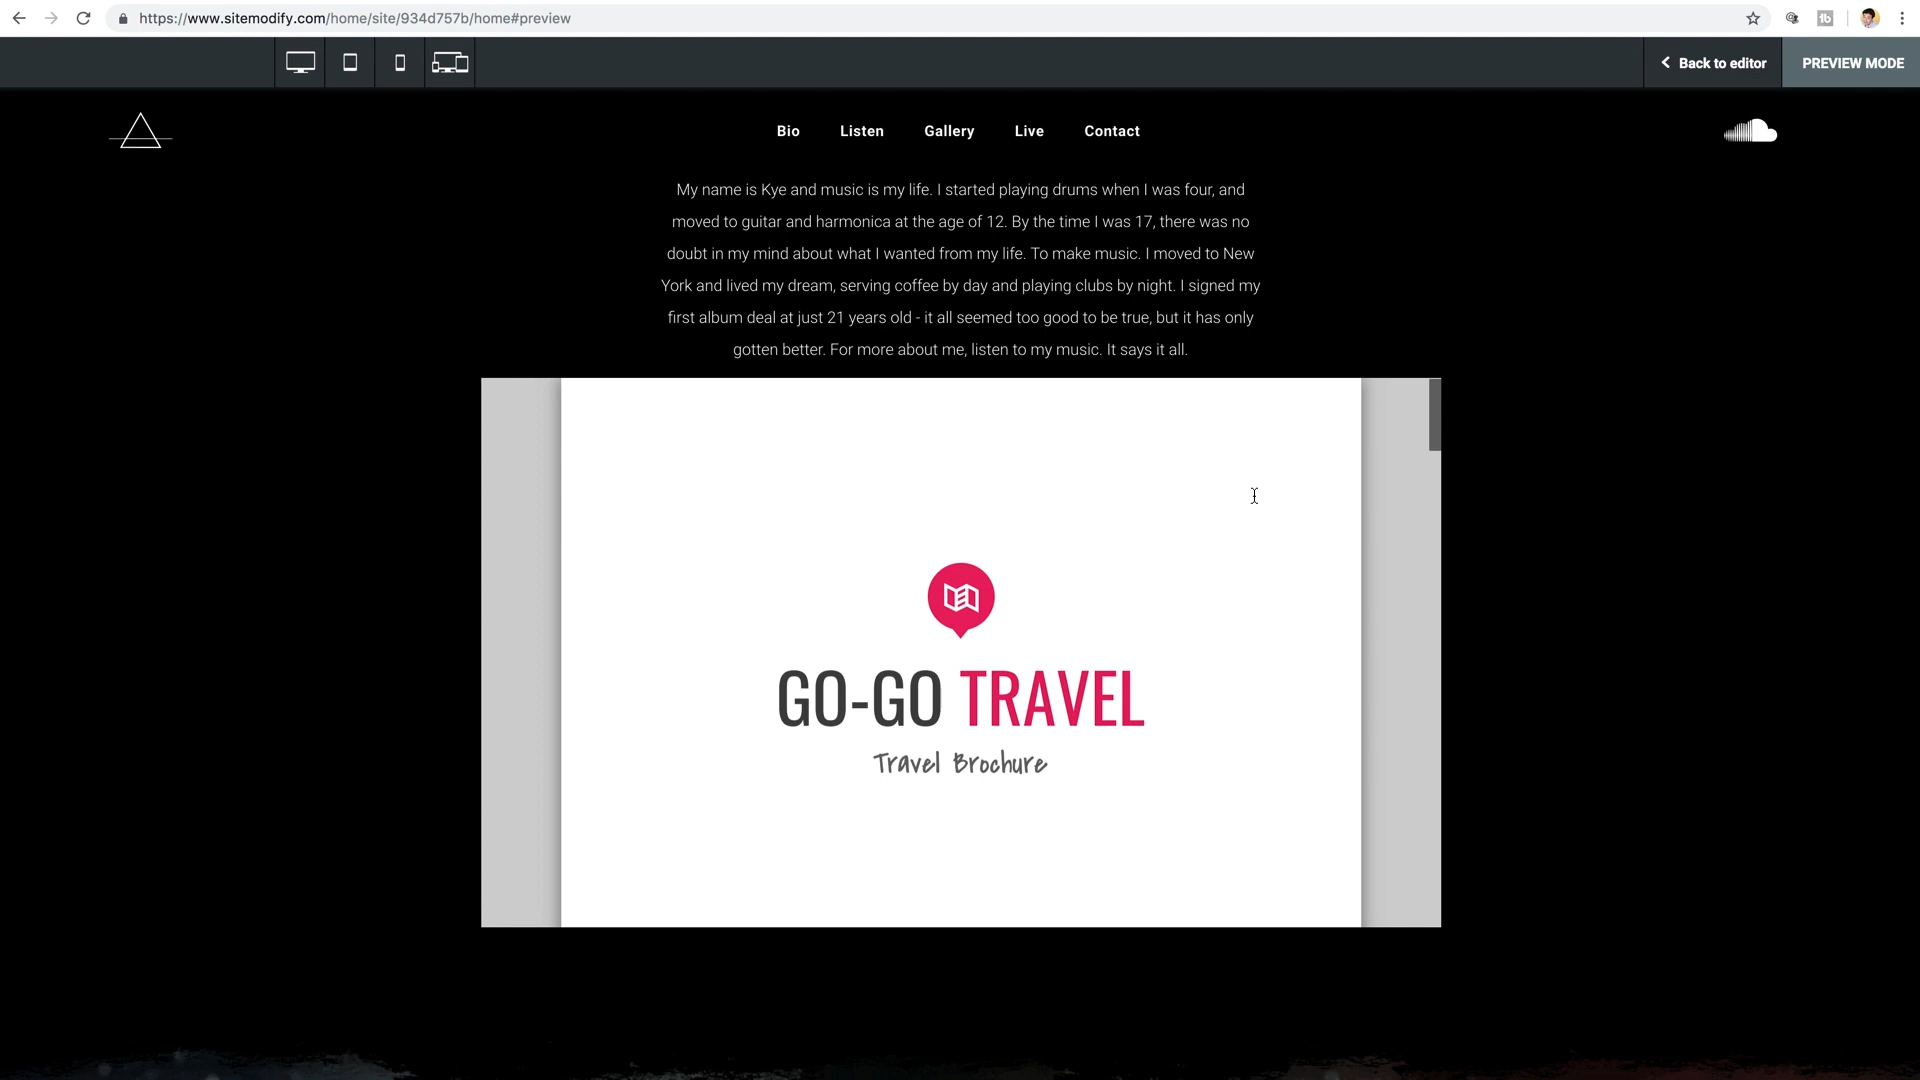 https://www.sitemodify.com/home/site/934d757b/home#preview
Back to editor
PREVIEW MODE
Bio
Listen
Gallery
Live
Contact
My name is Kye and music is my life. I started playing drums when I was four, and
moved to guitar and harmonica at the age of 12. By the time I was 17, there was no
doubt in my mind about what I wanted from my life. To make music. I moved to New
York and lived my dream, serving coffee by day and playing clubs by night. I signed my
first album deal at just 21 years old - it all seemed too good to be true, but it has only
gotten better. For more about me, listen to my music. It says it all.
GO-GO TRAVEL
Travel Brochure